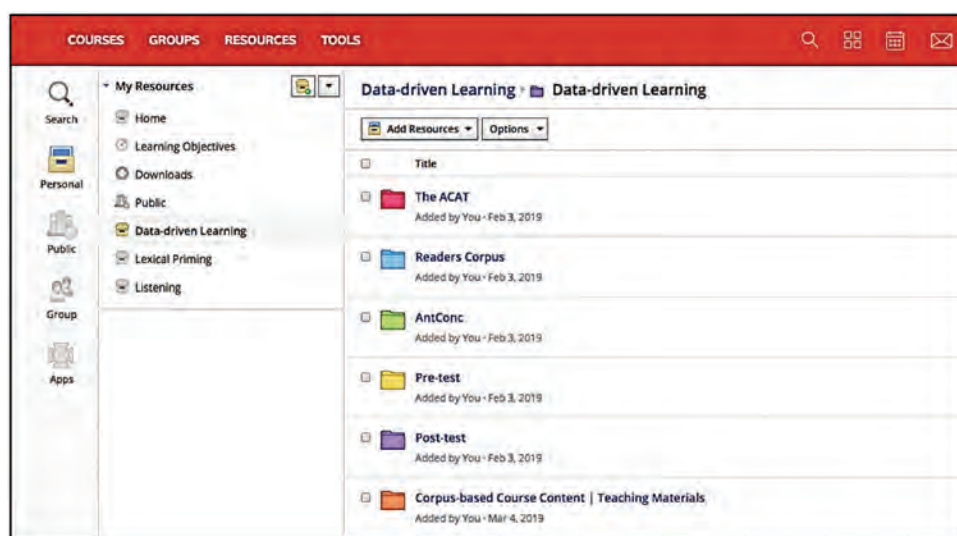 COURSES GROUPS RESOURCES TOOLS
Search
Personal
Public
Group
Apps
My Resources
Home
Learning Objectives
Downloads
Public
Data-driven Learning
Lexical Priming
Listening
Data-driven Learning Data-driven Learning
Add Resources Options
Title
The ACAT
Added by You · Feb 3, 2019
Readers Corpus
Added by You · Feb 3, 2019
AntConc
Added by You · Feb 3, 2019
Pre-test
Added by You · Feb 3, 2019
Post-test
Added by You · Feb 3, 2019
Corpus-based Course Content | Teaching Materials
Added by You · Mar 4, 2019